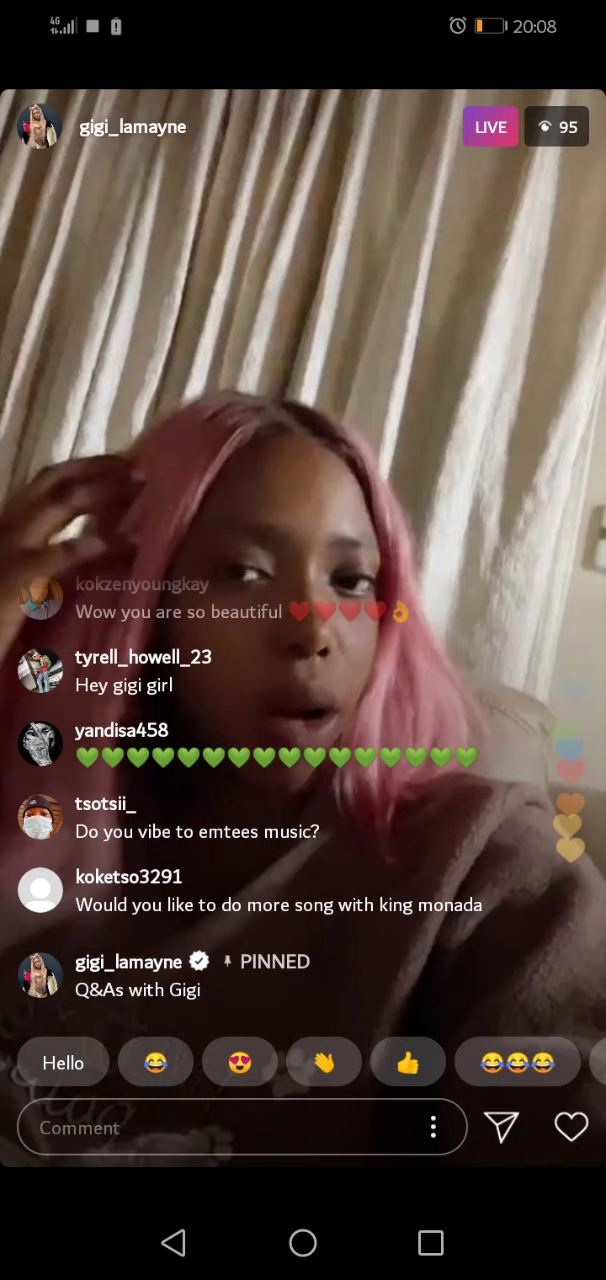 4G 20:08
gigi_lamayne LIVE 95
kokzenyoungkay
Wow you are so beautiful ❤️❤️❤️❤️👌
tyrell_howell_23
Hey gigi girl
yandisa458
💚💚💚💚💚💚💚💚💚💚💚💚💚💚💚💚
tsotsii_
Do you vibe to emtees music?
koketso3291
Would you like to do more song with king monada
gigi_lamayne PINNED
Q&As with Gigi
Hello 😂 😍 👋 👍 😂😂😂
Comment